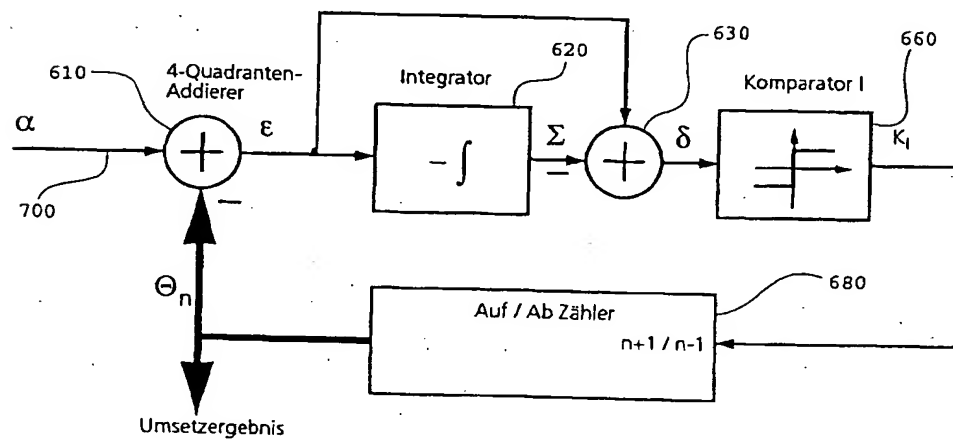 610
4-Quadranten-
Addierer
Integrator
620
630
Komparator I
660
α
ε
- ∫
Σ
−
δ
K_I
700
−
Θ_n
Auf / Ab Zähler
680
n+1 / n-1
Umsetzergebnis